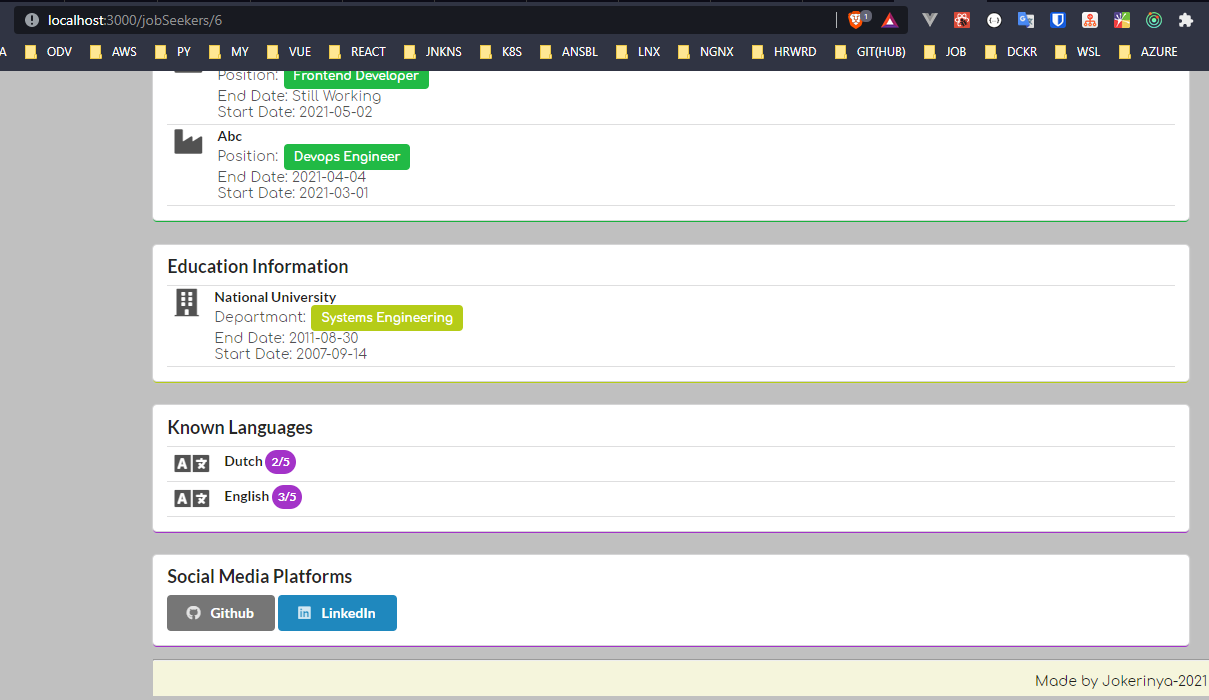 localhost:3000/jobSeekers/6
1
A ODV AWS PY MY VUE REACT JNKNS K8S ANSBL LNX NGNX HRWRD GIT(HUB) JOB DCKR WSL AZURE
Position: Frontend Developer
End Date: Still Working
Start Date: 2021-05-02
Abc
Position: Devops Engineer
End Date: 2021-04-04
Start Date: 2021-03-01
Education Information
National University
Departmant: Systems Engineering
End Date: 2011-08-30
Start Date: 2007-09-14
Known Languages
Dutch 2/5
English 3/5
Social Media Platforms
Github LinkedIn
Made by Jokerinya-2021